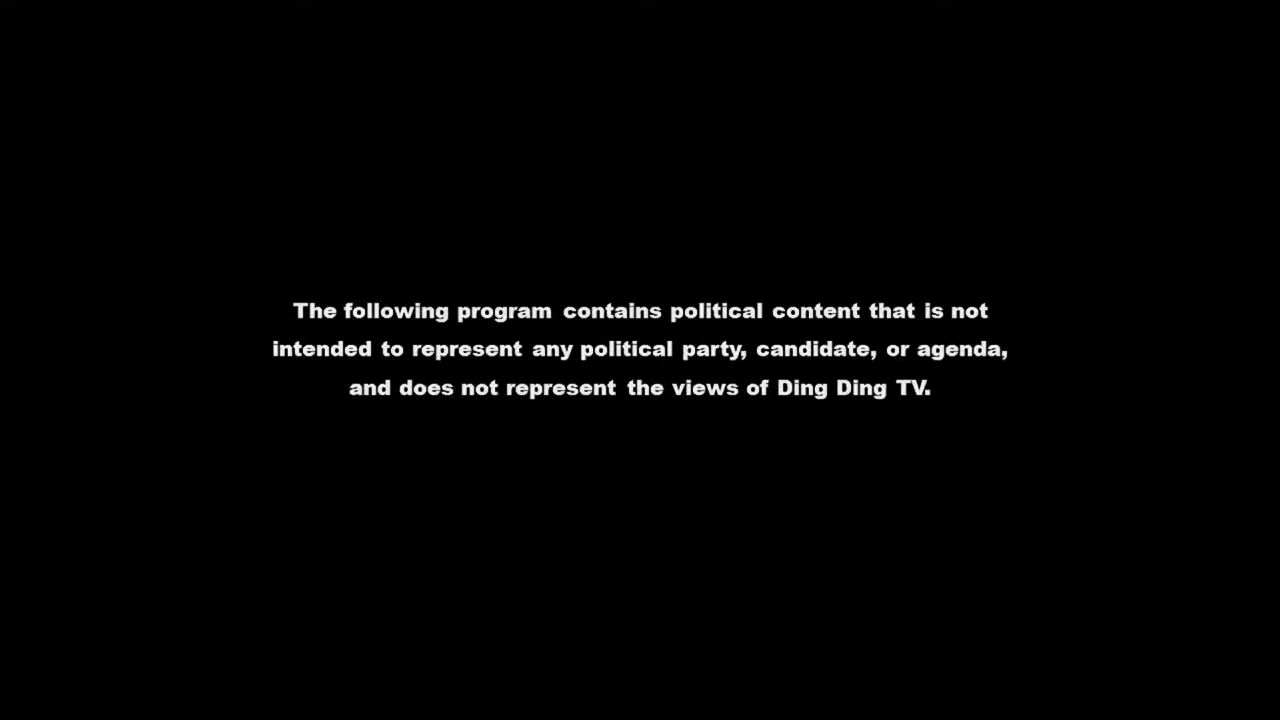 The following program contains political content that is not
intended to represent any political party, candidate, or agenda,
and does not represent the views of Ding Ding TV.